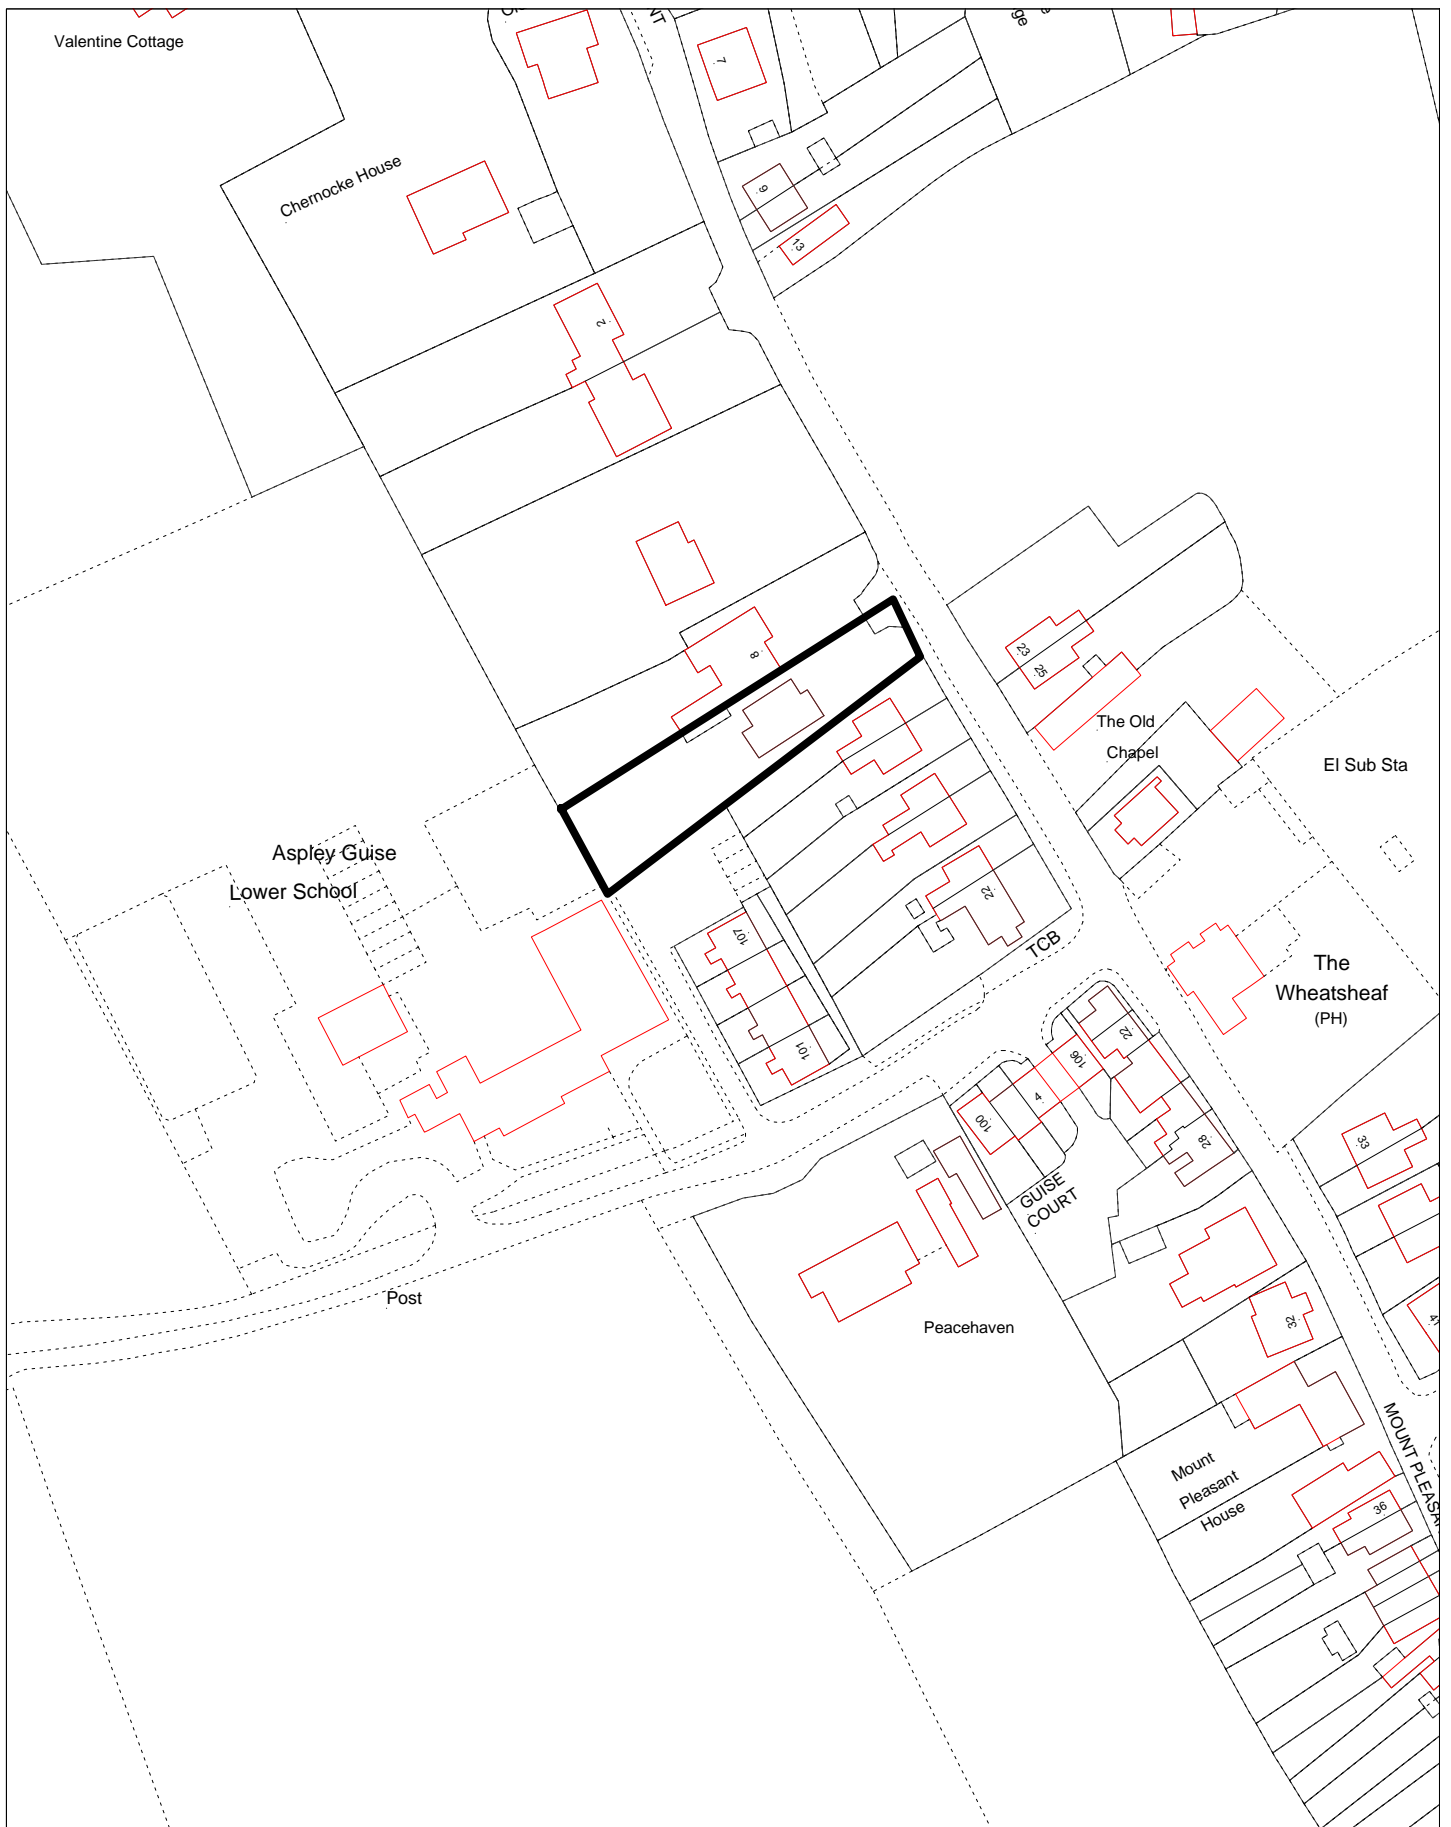 Valentine Cottage
7
Chernocke House
9
13
2
8
23
25
The Old
Chapel
El Sub Sta
Aspley Guise
Lower School
22
107
TCB
The
Wheatsheaf
(PH)
101
22
106
4
100
28
33
GUISE
COURT
Post
Peacehaven
32
41
MOUNT PLEASA
Mount
Pleasant
House
36